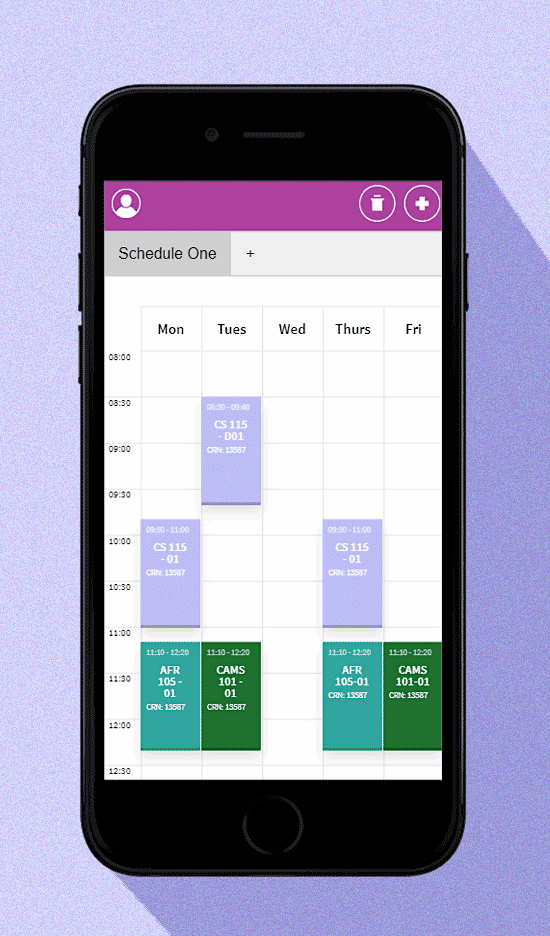 Schedule One +
Mon Tues Wed Thurs Fri
08:00
08:30
08:30 - 09:40
CS 115
- D01
CRN: 13587
09:00
09:30
09:50 - 11:00
CS 115
- 01
CRN: 13587
09:50 - 11:00
CS 115
- 01
CRN: 13587
10:00
10:30
11:00
11:10 - 12:20
AFR
105 -
01
CRN: 13587
11:10 - 12:20
CAMS
101 -
01
CRN: 13587
11:10 - 12:20
AFR
105-01
CRN: 13587
11:10 - 12:20
CAMS
101-01
CRN: 13587
11:30
12:00
12:30